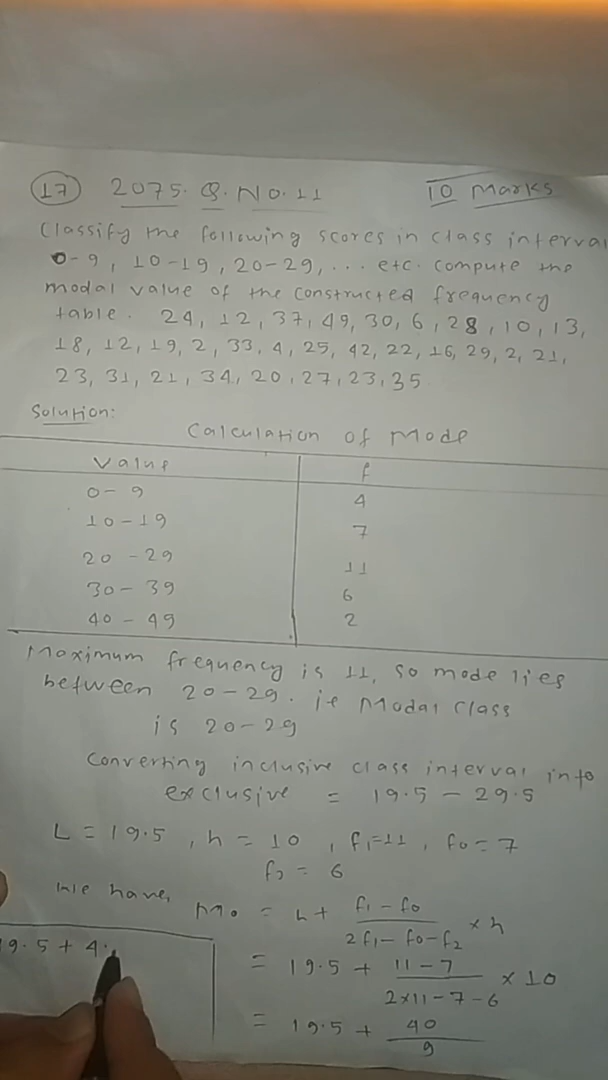 17 2075. Q. No. 11 10 Marks
Classify the following scores in class interval
0-9, 10-19, 20-29, ... etc. compute the
modal value of the constructed frequency
table. 24, 12, 37, 49, 30, 6, 28, 10, 13,
18, 12, 19, 2, 33, 4, 25, 42, 22, 16, 29, 2, 21,
23, 31, 21, 34, 20, 27, 23, 35
Solution:
Calculation of Mode
Value f
0-9 4
10-19 7
20-29 11
30-39 6
40-49 2
Maximum frequency is 11, so mode lies
between 20-29. ie Modal class
is 20-29
Converting inclusive class interval into
exclusive = 19.5-29.5
L = 19.5, h = 10, f1=11, f0=7
f2 = 6
We have, Mo = L+ f1-f0 / 2f1-f0-f2 × h
= 19.5 + 11-7 / 2×11-7-6 × 10
= 19.5 + 40 / 9
9.5 + 4.